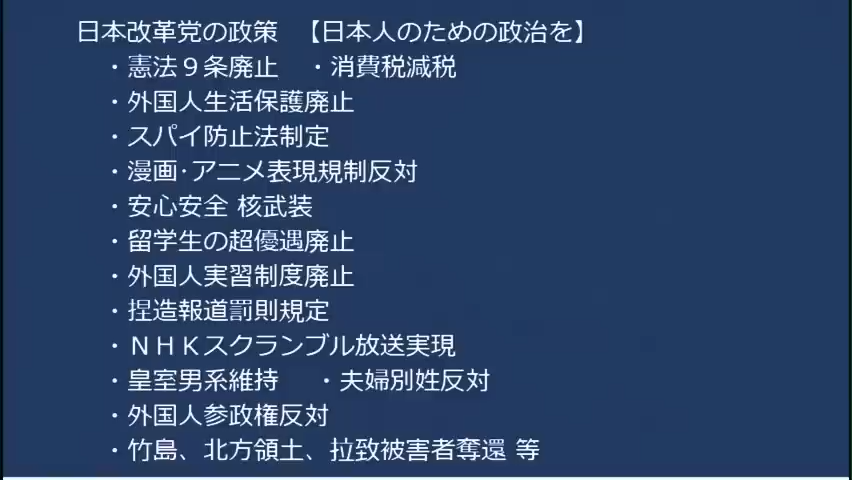 日本改革党の政策 【日本人のための政治を】
・憲法９条廃止 ・消費税減税
・外国人生活保護廃止
・スパイ防止法制定
・漫画･アニメ表現規制反対
・安心安全 核武装
・留学生の超優遇廃止
・外国人実習制度廃止
・捏造報道罰則規定
・ＮＨＫスクランブル放送実現
・皇室男系維持 ・夫婦別姓反対
・外国人参政権反対
・竹島、北方領土、拉致被害者奪還 等